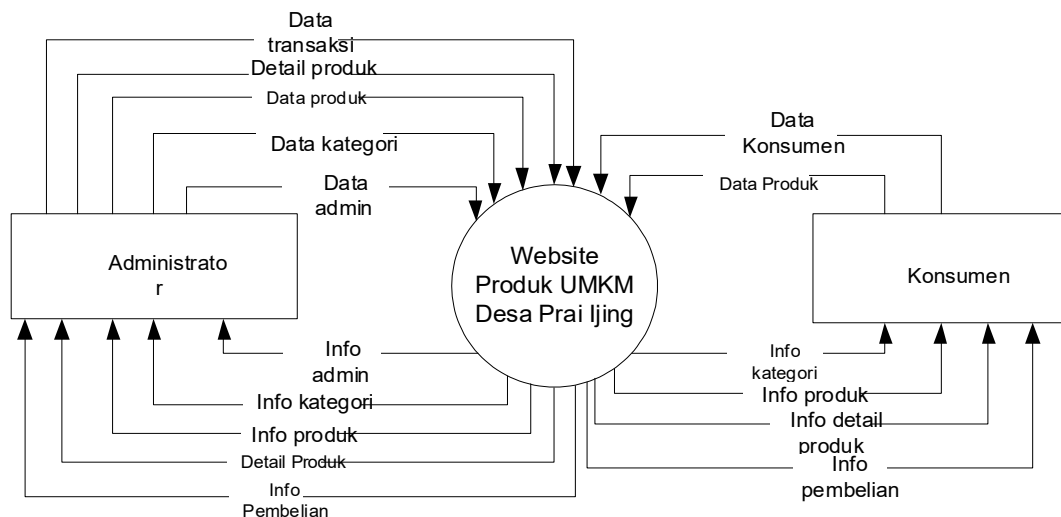 Data
transaksi
Detail produk
Data produk
Data kategori
Data
admin
Data
Konsumen
Data Produk
Administrato
r
Website
Produk UMKM
Desa Prai Ijing
Konsumen
Info
admin
Info kategori
Info produk
Detail Produk
Info
Pembelian
Info
kategori
Info produk
Info detail
produk
Info
pembelian